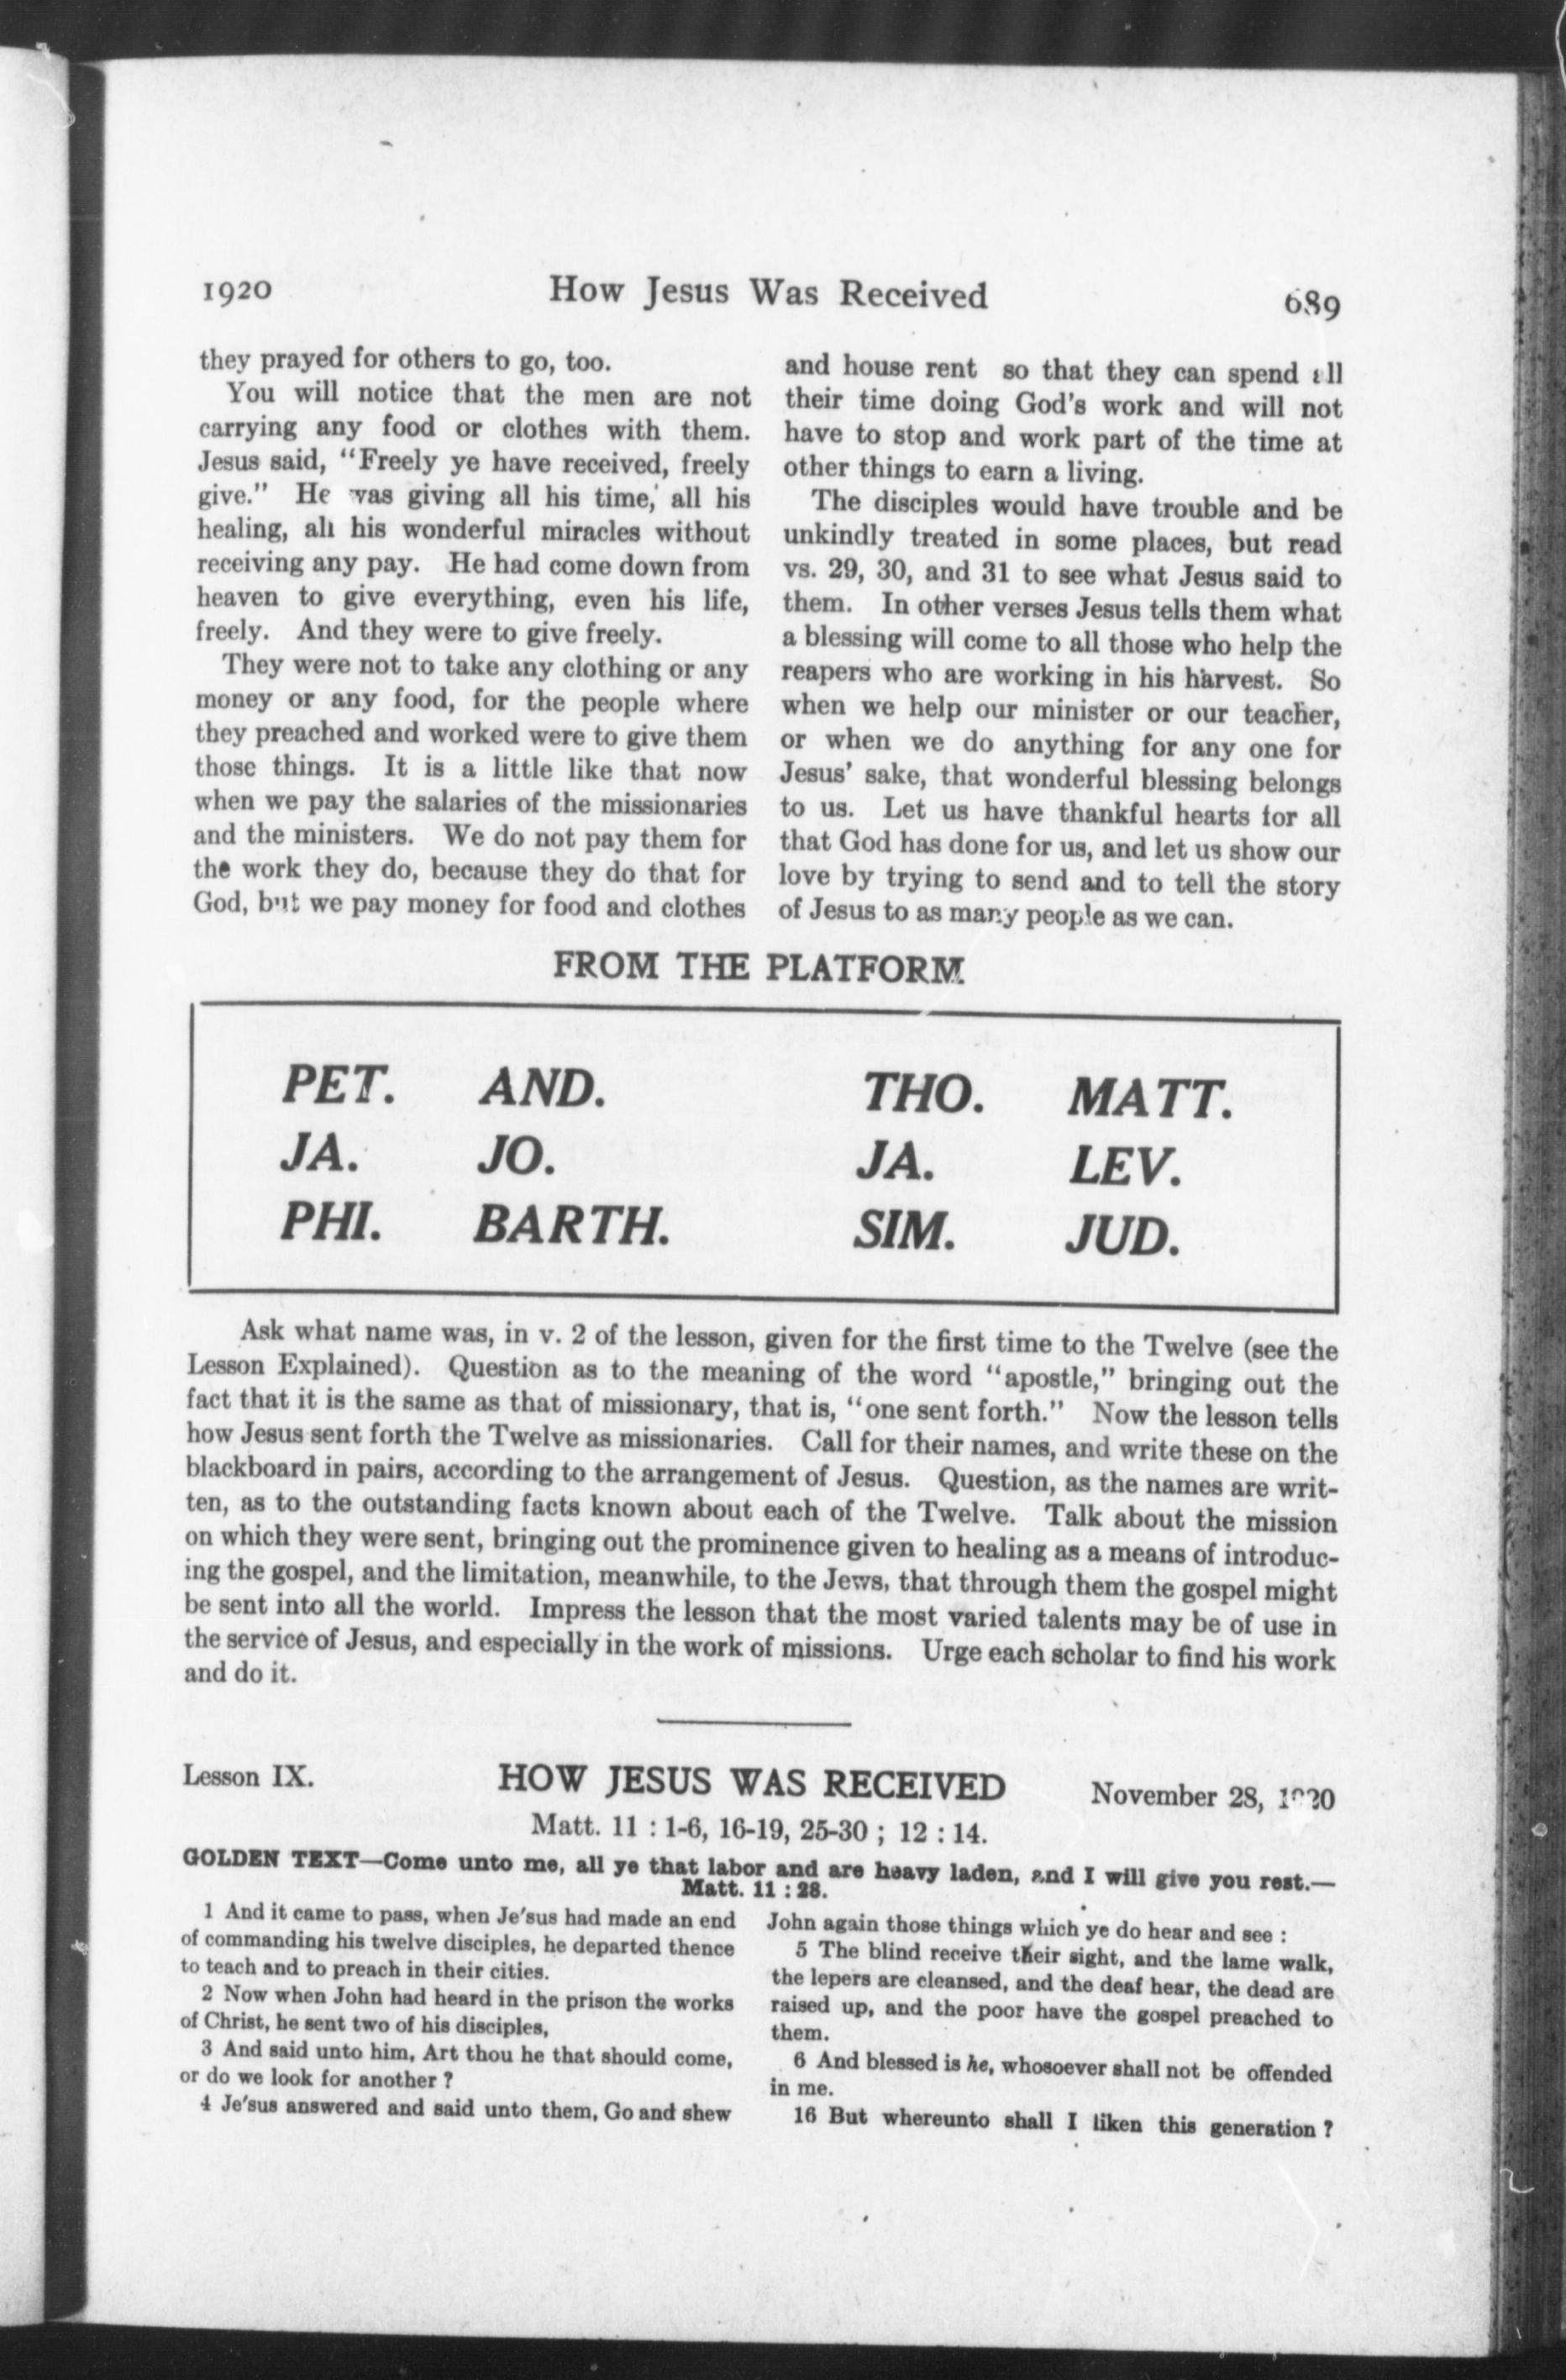 1920 How Jesus Was Received 689
they prayed for others to go, too.
You will notice that the men are not
carrying any food or clothes with them.
Jesus said, "Freely ye have received, freely
give." He was giving all his time, all his
healing, all his wonderful miracles without
receiving any pay. He had come down from
heaven to give everything, even his life,
freely. And they were to give freely.
They were not to take any clothing or any
money or any food, for the people where
they preached and worked were to give them
those things. It is a little like that now
when we pay the salaries of the missionaries
and the ministers. We do not pay them for
the work they do, because they do that for
God, but we pay money for food and clothes
and house rent so that they can spend all
their time doing God's work and will not
have to stop and work part of the time at
other things to earn a living.
The disciples would have trouble and be
unkindly treated in some places, but read
vs. 29, 30, and 31 to see what Jesus said to
them. In other verses Jesus tells them what
a blessing will come to all those who help the
reapers who are working in his harvest. So
when we help our minister or our teacher,
or when we do anything for any one for
Jesus' sake, that wonderful blessing belongs
to us. Let us have thankful hearts for all
that God has done for us, and let us show our
love by trying to send and to tell the story
of Jesus to as many people as we can.
FROM THE PLATFORM
PET. AND. THO. MATT.
JA. JO. JA. LEV.
PHI. BARTH. SIM. JUD.
Ask what name was, in v. 2 of the lesson, given for the first time to the Twelve (see the
Lesson Explained). Question as to the meaning of the word "apostle," bringing out the
fact that it is the same as that of missionary, that is, "one sent forth." Now the lesson tells
how Jesus sent forth the Twelve as missionaries. Call for their names, and write these on the
blackboard in pairs, according to the arrangement of Jesus. Question, as the names are writ-
ten, as to the outstanding facts known about each of the Twelve. Talk about the mission
on which they were sent, bringing out the prominence given to healing as a means of introduc-
ing the gospel, and the limitation, meanwhile, to the Jews, that through them the gospel might
be sent into all the world. Impress the lesson that the most varied talents may be of use in
the service of Jesus, and especially in the work of missions. Urge each scholar to find his work
and do it.
Lesson IX. HOW JESUS WAS RECEIVED November 28, 1920
Matt. 11 : 1-6, 16-19, 25-30 ; 12 : 14.
GOLDEN TEXT—Come unto me, all ye that labor and are heavy laden, and I will give you rest.—
Matt. 11 : 28.
1 And it came to pass, when Je'sus had made an end
of commanding his twelve disciples, he departed thence
to teach and to preach in their cities.
2 Now when John had heard in the prison the works
of Christ, he sent two of his disciples,
3 And said unto him, Art thou he that should come,
or do we look for another ?
4 Je'sus answered and said unto them, Go and shew
John again those things which ye do hear and see :
5 The blind receive their sight, and the lame walk,
the lepers are cleansed, and the deaf hear, the dead are
raised up, and the poor have the gospel preached to
them.
6 And blessed is he, whosoever shall not be offended
in me.
16 But whereunto shall I liken this generation ?